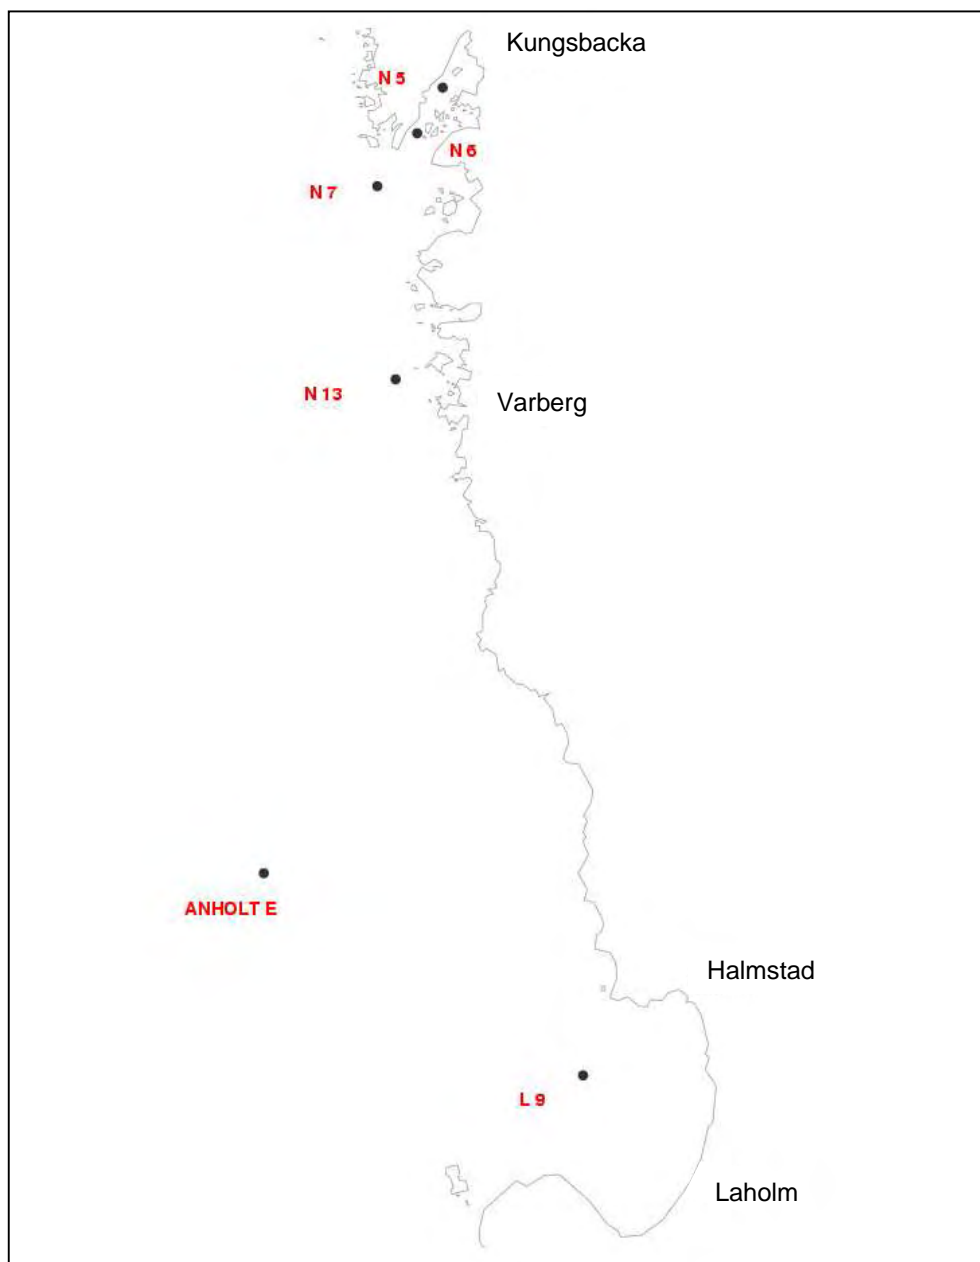 Kungsbacka
N 5
N 6
N 7
N 13
Varberg
ANHOLT E
Halmstad
L 9
Laholm